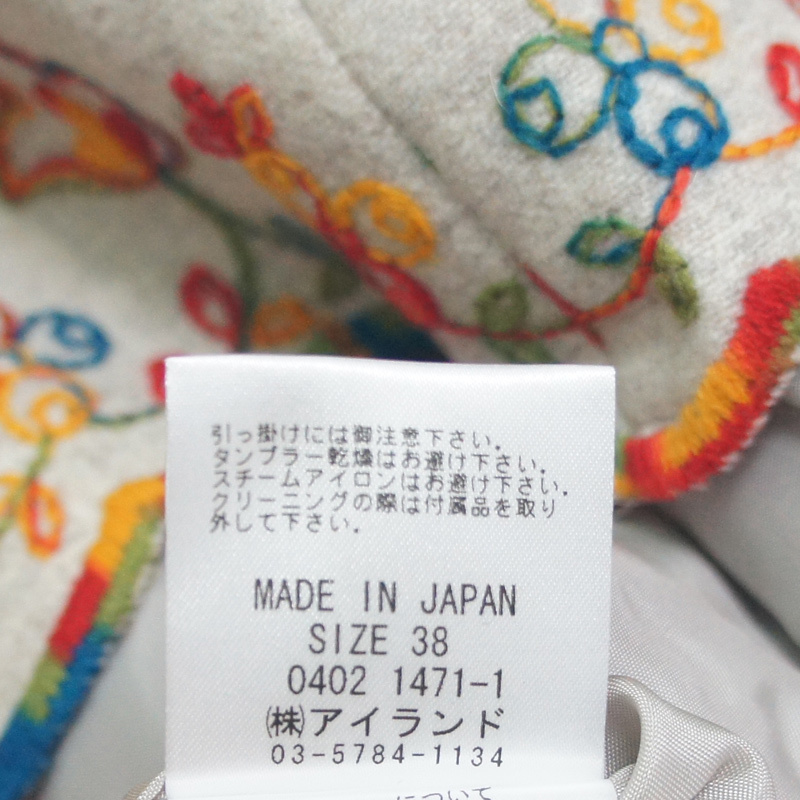 引っ掛けには御注意下さい.
タンブラー乾燥はお避け下さい.
スチームアイロンはお避け下さい.
クリーニングの際は付属品を取り
外して下さい.
MADE IN JAPAN
SIZE 38
0402 1471-1
㈱アイランド
03-5784-1134
について